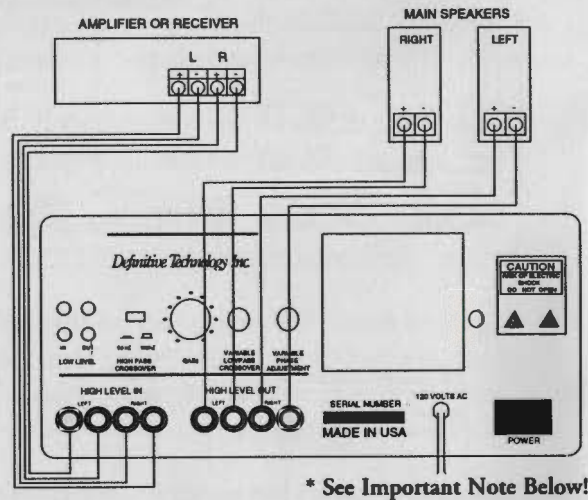 AMPLIFIER OR RECEIVER
L R
+ - + -
MAIN SPEAKERS
RIGHT LEFT
+ + -
Definitive Technology Inc.
CAUTION
RISK OF ELECTRIC
SHOCK
DO NOT OPEN
IN OUT
LOW LEVEL
HIGH PASS
CROSSOVER
GAIN
VARIABLE
LOWPASS
CROSSOVER
VARIABLE
PHASE
ADJUSTMENT
HIGH LEVEL IN
LEFT RIGHT
HIGH LEVEL OUT
LEFT RIGHT
SERIAL NUMBER
MADE IN USA
120 VOLTS AC
POWER
* See Important Note Below!